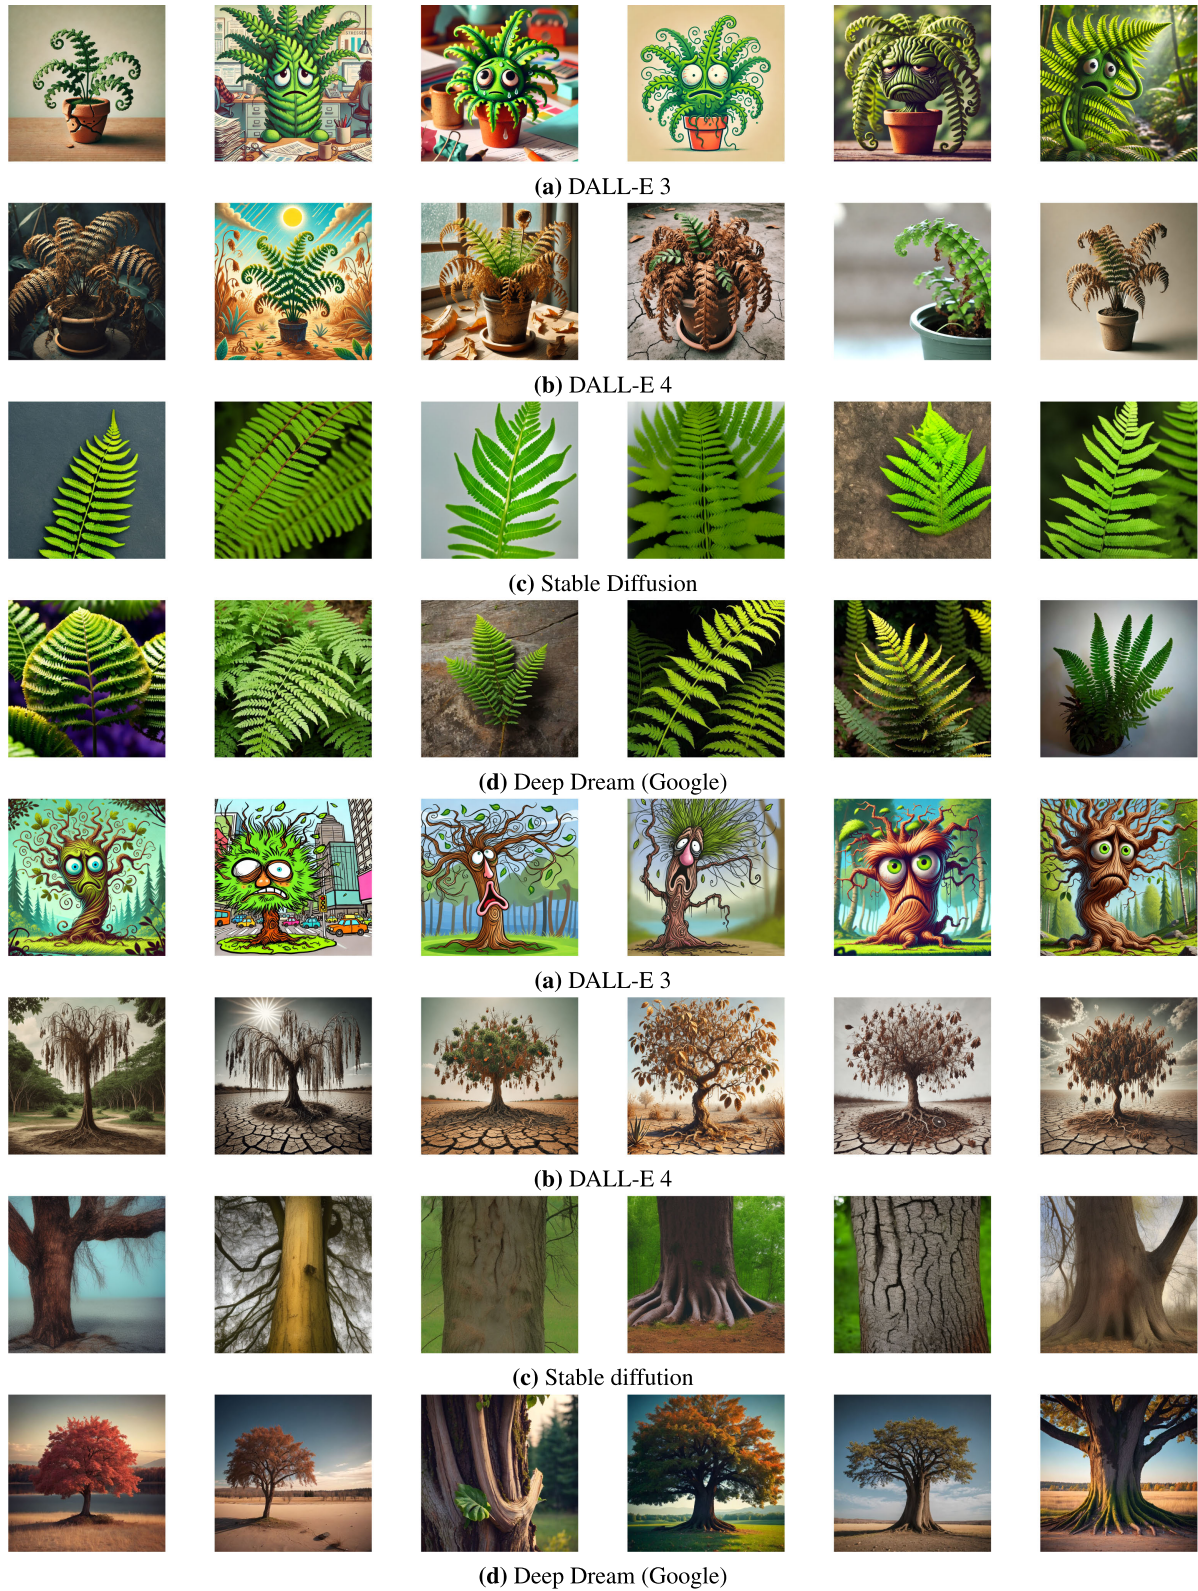 (a) DALL-E 3
(b) DALL-E 4
(c) Stable Diffusion
(d) Deep Dream (Google)
(a) DALL-E 3
(b) DALL-E 4
(c) Stable diffution
(d) Deep Dream (Google)